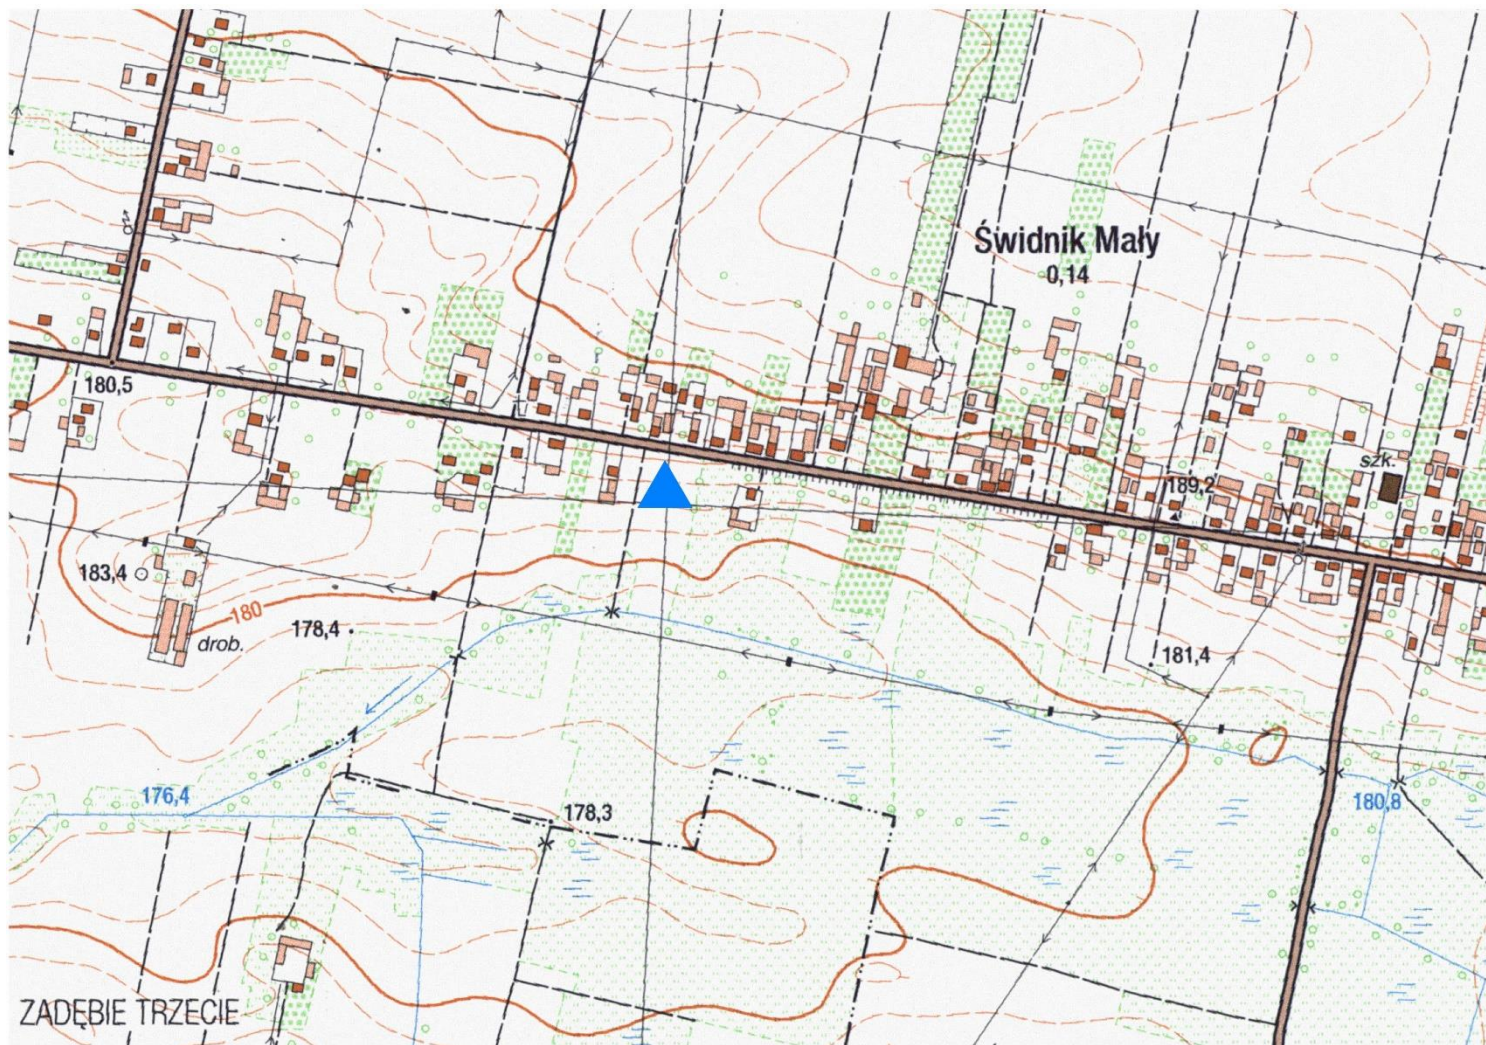 Świdnik Mały
0,14
180,5
szk.
189,2
183,4
180
178,4
drob.
181,4
176,4
178,3
180,8
ZADĘBIE TRZECIE